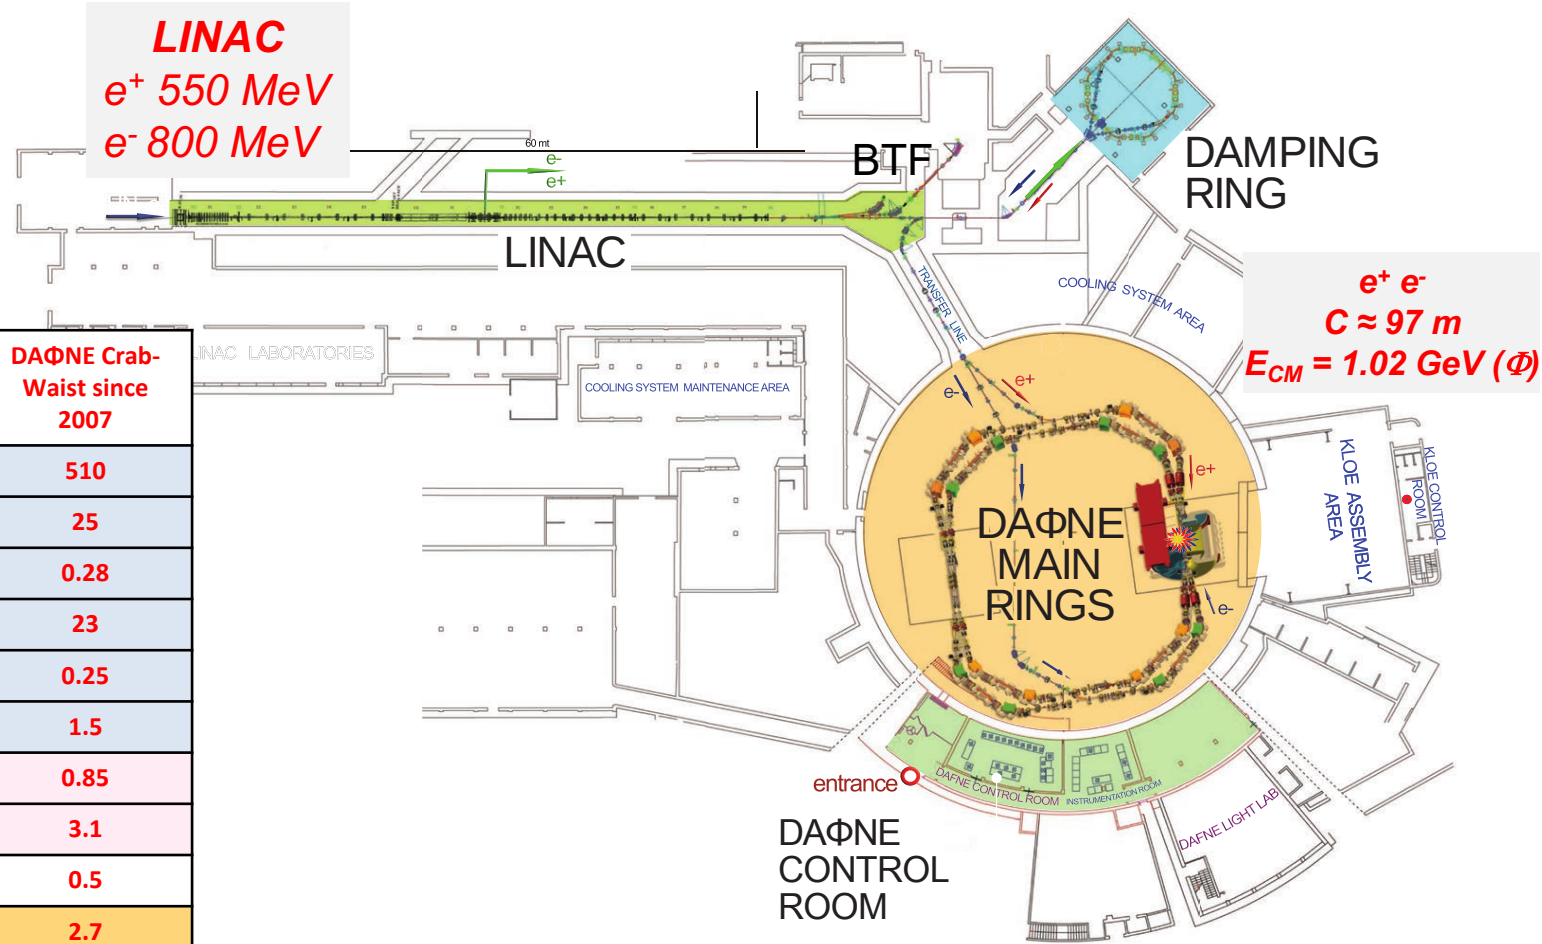 LINAC
e+ 550 MeV
e- 800 MeV
60 mt
e-
e+
BTF
DAMPING
RING
LINAC
TRANSFER LINE
COOLING SYSTEM AREA
e+ e-
C ≈ 97 m
ECM = 1.02 GeV (Φ)
DAΦNE Crab-
Waist since
2007
510
25
0.28
23
0.25
1.5
0.85
3.1
0.5
2.7
LINAC LABORATORIES
COOLING SYSTEM MAINTENANCE AREA
e-
e+
e+
DAΦNE
MAIN
RINGS
e-
KLOE ASSEMBLY
AREA
KLOE CONTROL
ROOM
entrance
DAFNE CONTROL ROOM
INSTRUMENTATION ROOM
DAΦNE
CONTROL
ROOM
DAFNE LIGHT LAB